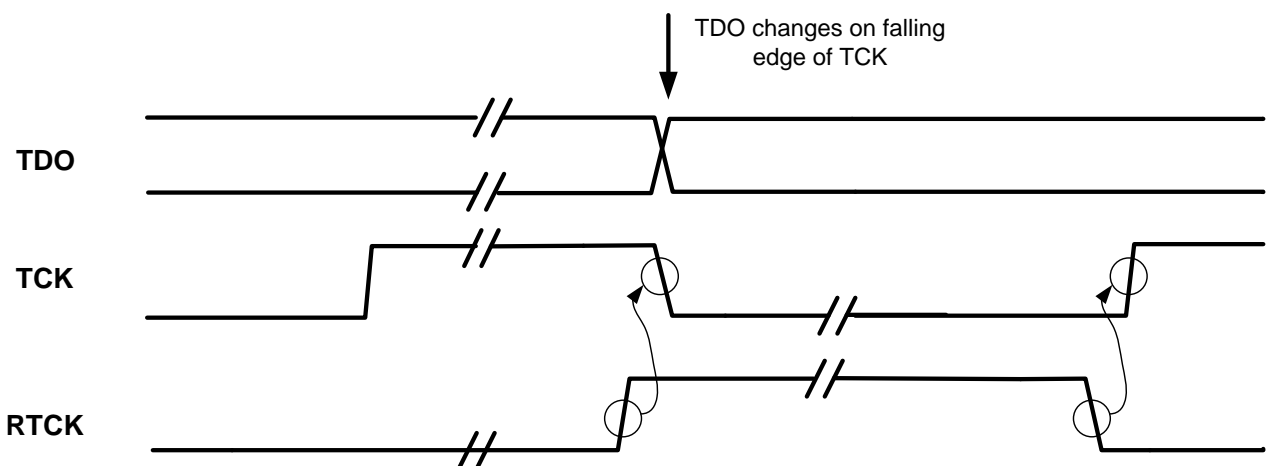 TDO changes on falling
edge of TCK
TDO
TCK
RTCK